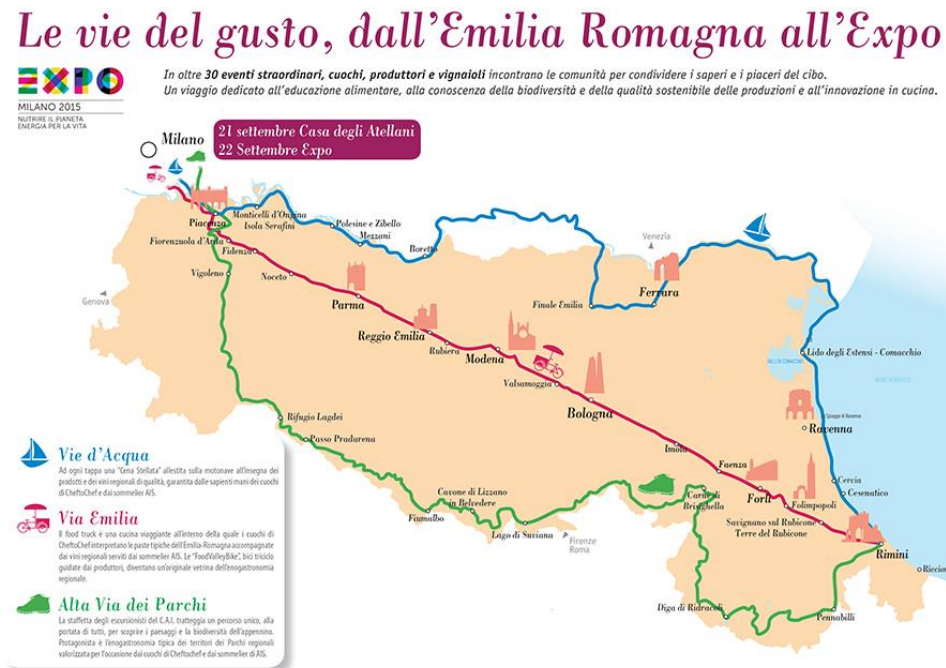 Le vie del gusto, dall'Emilia Romagna all'Expo
EXPO
MILANO 2015
NUTRIRE IL PIANETA
ENERGIA PER LA VITA
In oltre 30 eventi straordinari, cuochi, produttori e vignaioli incontrano le comunità per condividere i saperi e i piaceri del cibo.
Un viaggio dedicato all'educazione alimentare, alla conoscenza della biodiversità e della qualità sostenibile delle produzioni e all'innovazione in cucina.
Milano
21 settembre Casa degli Atellani
22 Settembre Expo
Piacenza
Monticelli d'Ongina
Isola Serafini
Polesine e Zibello
Mezzani
Boretto
Fiorenzuola d'Arda
Fidenza
Vigoleno
Noceto
Genova
Parma
Reggio Emilia
Rubiera
Modena
Valsamoggia
Bologna
Finale Emilia
Ferrara
Venezia
Lido degli Estensi - Comacchio
VALLI DI COMACCHIO
MARE ADRIATICO
Spiagge di Ravenna
Ravenna
Imola
Faenza
Forlì
Folimpopoli
Cervia
Cesenatico
Savignano sul Rubicone
Terre del Rubicone
Rimini
Riccione
Rifugio Lagdei
Passo Pradarena
Fiumalbo
Cavone di Lizzano
in Belvedere
Lago di Suviana
Firenze
Roma
Carnè di
Brisighella
Diga di Ridracoli
Pennabilli
Vie d'Acqua
Ad ogni tappa una "Cena Stellata" allestita sulla motonave all'insegna dei
prodotti e dei vini regionali di qualità, garantita dalle sapienti mani dei cuochi
di CheftoChef e dai sommelier AIS.
Via Emilia
Il food truck è una cucina viaggiante all'interno della quale i cuochi di
CheftoChef interpretano le paste tipiche dell'Emilia-Romagna accompagnate
dai vini regionali serviti dai sommelier AIS. Le "FoodValleyBike", bici triciclo
guidate dai produttori, diventano un'originale vetrina dell'enogastronomia
regionale.
Alta Via dei Parchi
La staffetta degli escursionisti del C.A.I. tratteggia un percorso unico, alla
portata di tutti, per scoprire i paesaggi e la biodiversità dell'appennino.
Protagonista è l'enogastronomia tipica dei territori dei Parchi regionali
valorizzata per l'occasione dai cuochi di Cheftochef e dai sommelier di AIS.